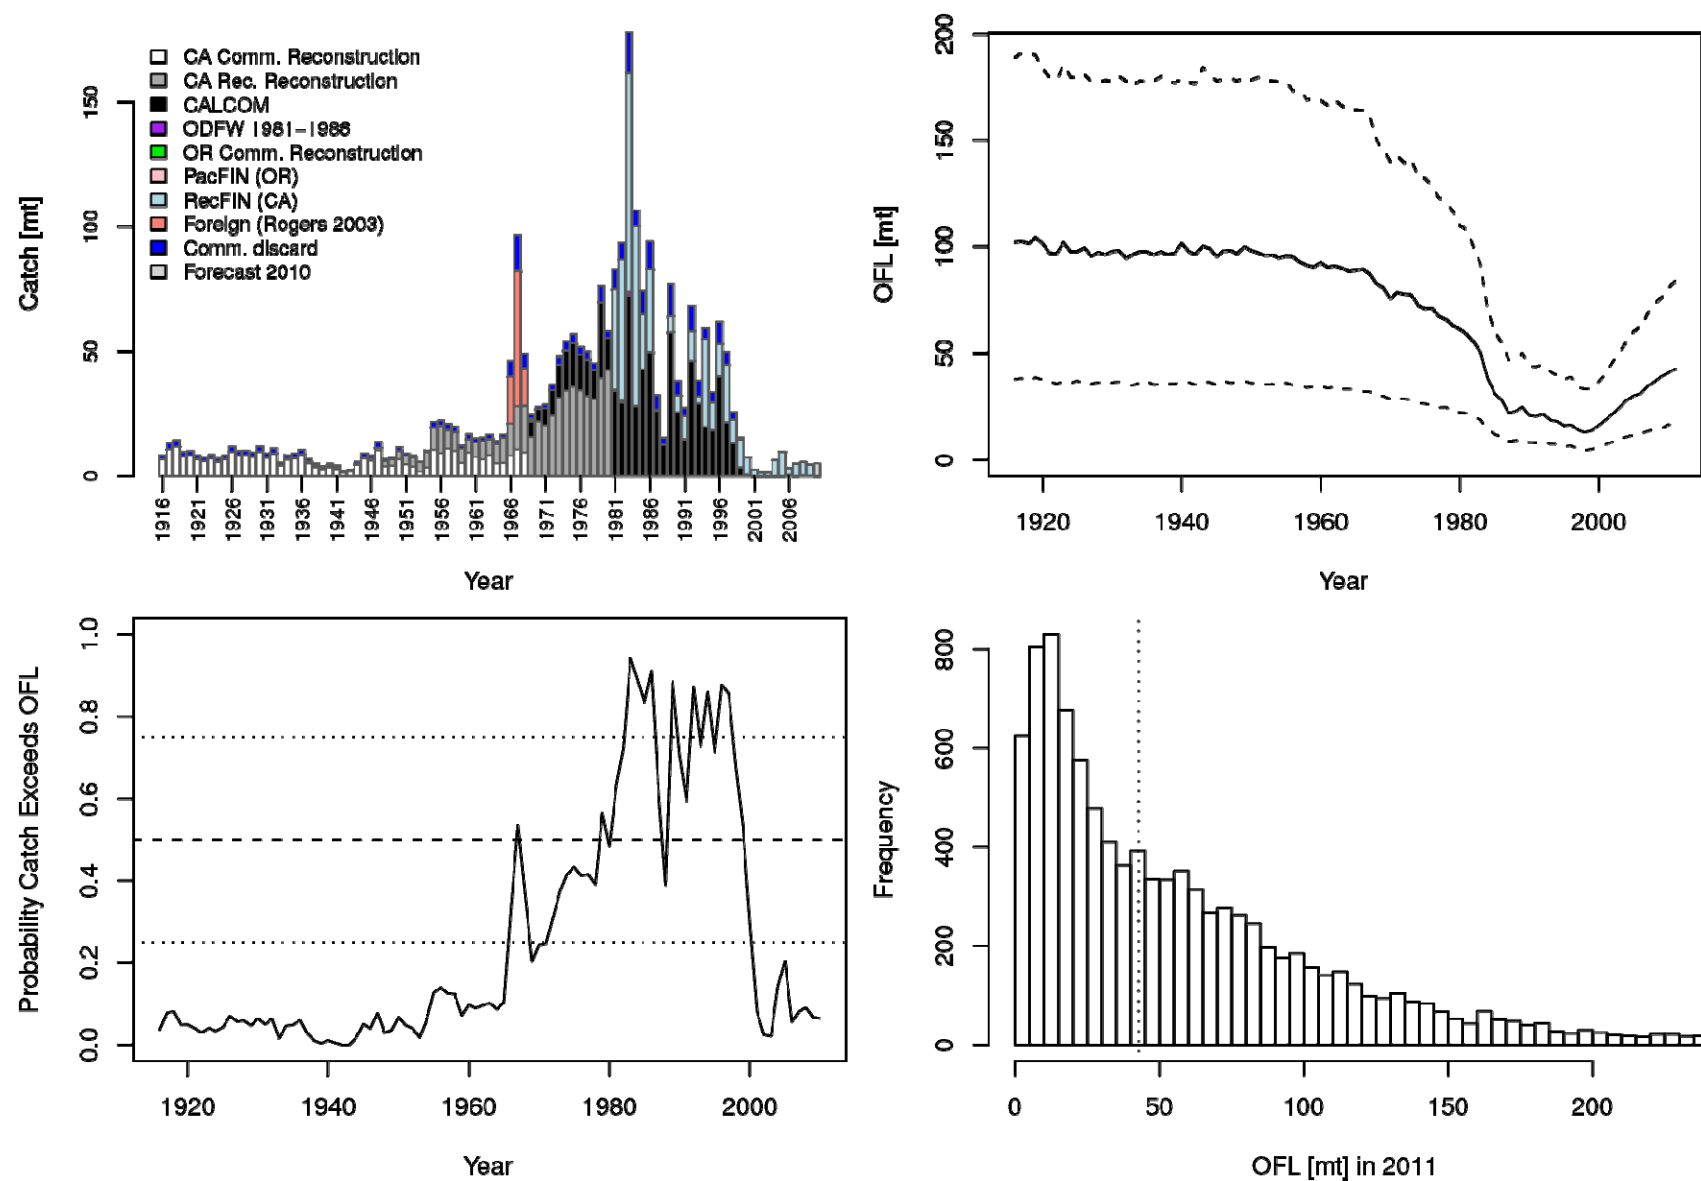 CA Comm. Reconstruction
CA Rec. Reconstruction
CALCOM
ODFW 1981-1986
OR Comm. Reconstruction
PacFIN (OR)
RecFIN (CA)
Foreign (Rogers 2003)
Comm. discard
Forecast 2010
Catch [mt]
150
100
50
0
1916 1921 1926 1931 1936 1941 1946 1951 1956 1961 1966 1971 1976 1981 1986 1991 1996 2001 2006
Year
OFL [mt]
200
150
100
50
0
1920 1940 1960 1980 2000
Year
Probability Catch Exceeds OFL
1.0
0.8
0.6
0.4
0.2
0.0
1920 1940 1960 1980 2000
Year
Frequency
800
600
400
200
0
0 50 100 150 200
OFL [mt] in 2011